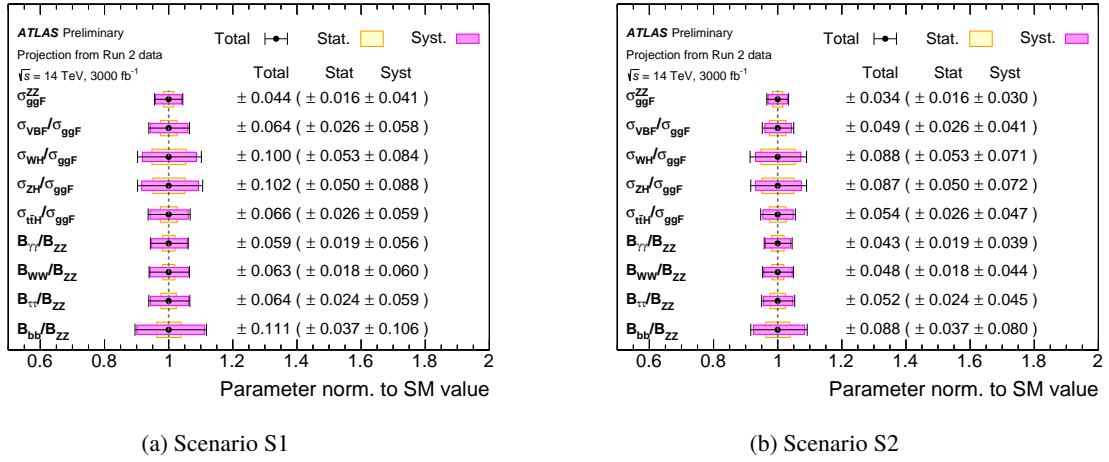 ATLAS Preliminary Total Stat. Syst.
Projection from Run 2 data
√s = 14 TeV, 3000 fb⁻¹ Total Stat Syst
σ^ZZ_ggF ± 0.044 ( ± 0.016 ± 0.041 )
σ_VBF/σ_ggF ± 0.064 ( ± 0.026 ± 0.058 )
σ_WH/σ_ggF ± 0.100 ( ± 0.053 ± 0.084 )
σ_ZH/σ_ggF ± 0.102 ( ± 0.050 ± 0.088 )
σ_tt̄H/σ_ggF ± 0.066 ( ± 0.026 ± 0.059 )
B_γγ/B_ZZ ± 0.059 ( ± 0.019 ± 0.056 )
B_WW/B_ZZ ± 0.063 ( ± 0.018 ± 0.060 )
B_ττ/B_ZZ ± 0.064 ( ± 0.024 ± 0.059 )
B_bb/B_ZZ ± 0.111 ( ± 0.037 ± 0.106 )
0.6 0.8 1 1.2 1.4 1.6 1.8 2
Parameter norm. to SM value
(a) Scenario S1
ATLAS Preliminary Total Stat. Syst.
Projection from Run 2 data
√s = 14 TeV, 3000 fb⁻¹ Total Stat Syst
σ^ZZ_ggF ± 0.034 ( ± 0.016 ± 0.030 )
σ_VBF/σ_ggF ± 0.049 ( ± 0.026 ± 0.041 )
σ_WH/σ_ggF ± 0.088 ( ± 0.053 ± 0.071 )
σ_ZH/σ_ggF ± 0.087 ( ± 0.050 ± 0.072 )
σ_tt̄H/σ_ggF ± 0.054 ( ± 0.026 ± 0.047 )
B_γγ/B_ZZ ± 0.043 ( ± 0.019 ± 0.039 )
B_WW/B_ZZ ± 0.048 ( ± 0.018 ± 0.044 )
B_ττ/B_ZZ ± 0.052 ( ± 0.024 ± 0.045 )
B_bb/B_ZZ ± 0.088 ( ± 0.037 ± 0.080 )
0.6 0.8 1 1.2 1.4 1.6 1.8 2
Parameter norm. to SM value
(b) Scenario S2